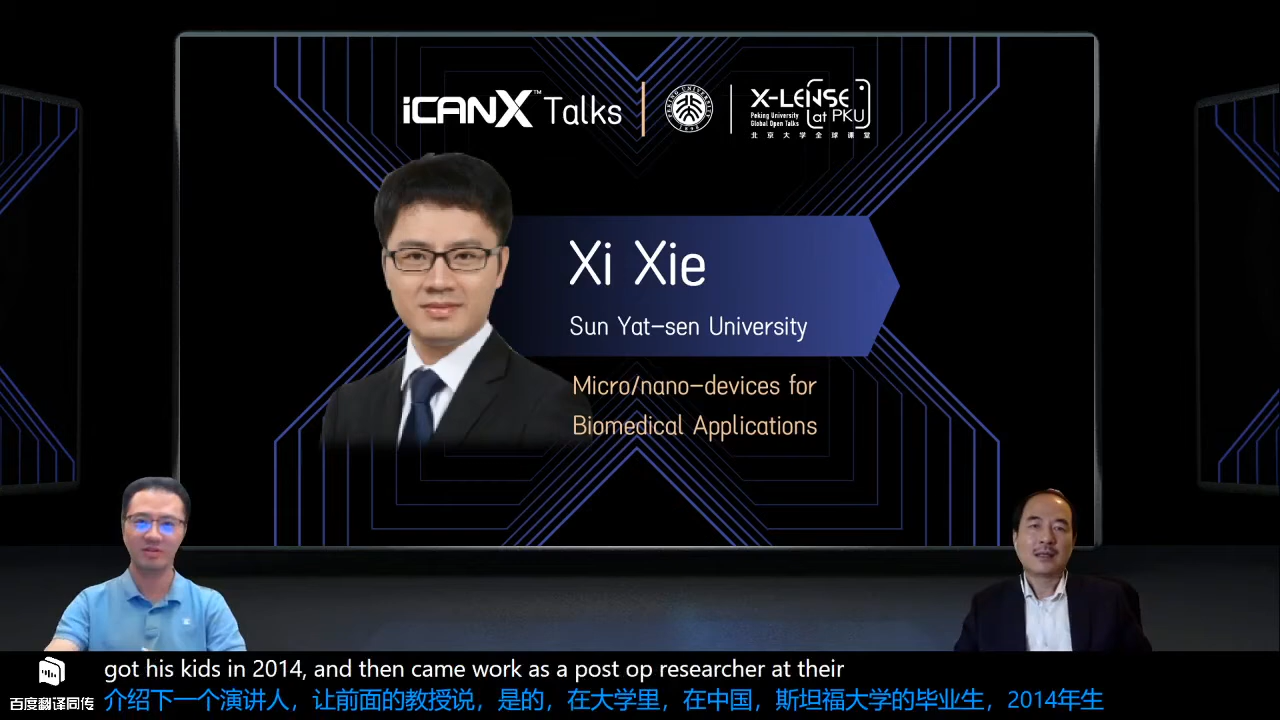 iCANX™ Talks
PEKING UNIVERSITY
1898
X-LENSE
at PKU
Peking University
Global Open Talks
北京大学全球课堂
Xi Xie
Sun Yat-sen University
Micro/nano-devices for
Biomedical Applications
got his kids in 2014, and then came work as a post op researcher at their
百度翻译同传
介绍下一个演讲人，让前面的教授说，是的，在大学里，在中国，斯坦福大学的毕业生，2014年生